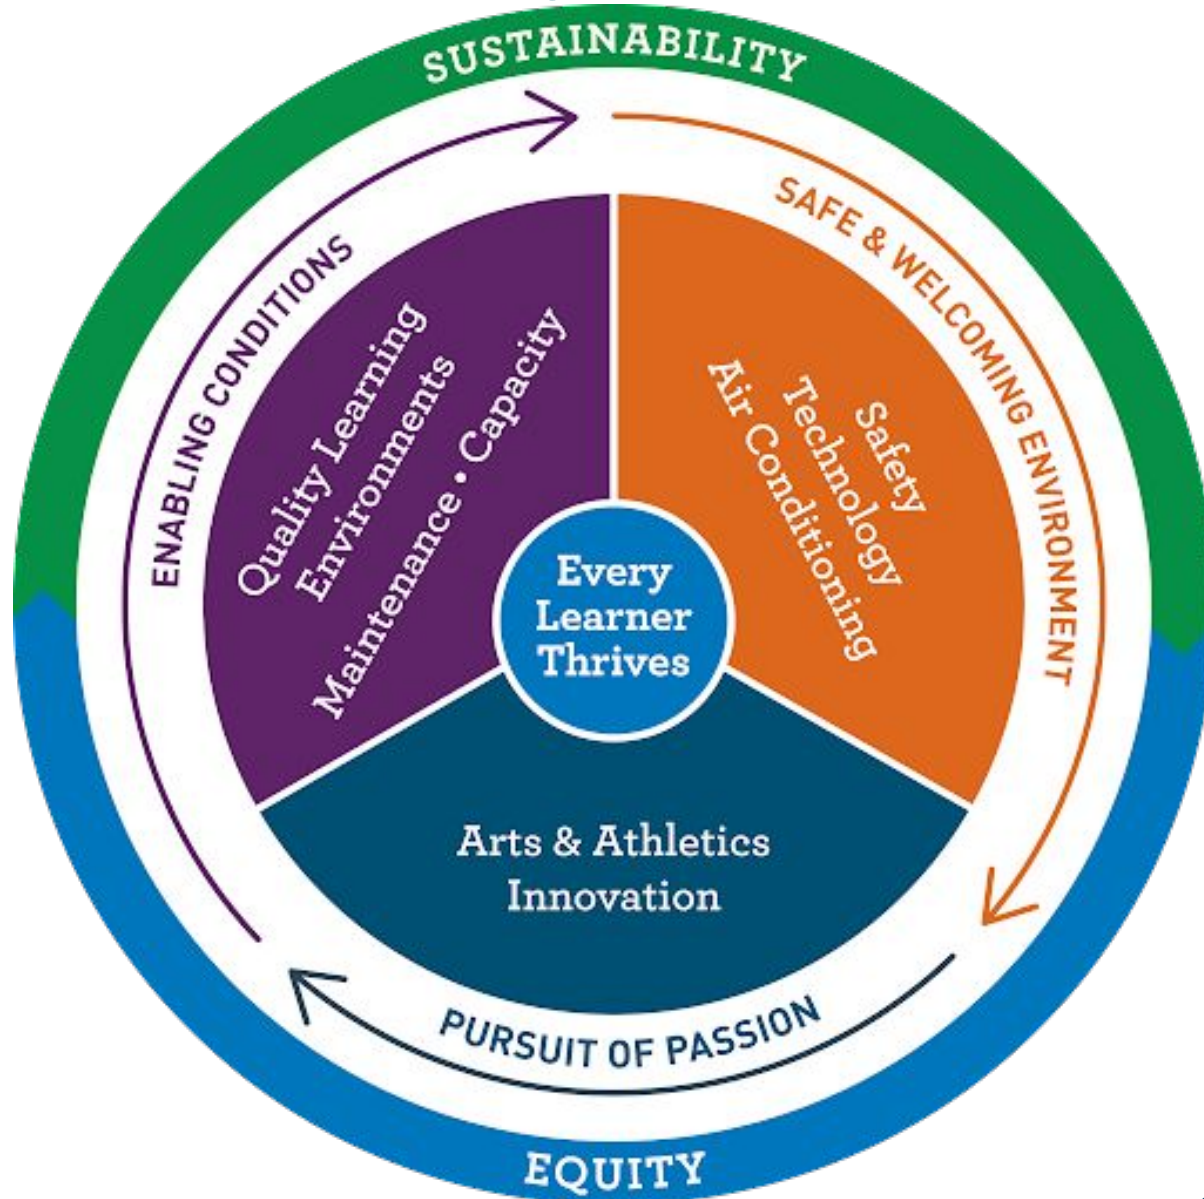 SUSTAINABILITY
SAFE & WELCOMING ENVIRONMENT
ENABLING CONDITIONS
Quality Learning
Environments
Maintenance • Capacity
Safety
Technology
Air Conditioning
Every
Learner
Thrives
Arts & Athletics
Innovation
PURSUIT OF PASSION
EQUITY